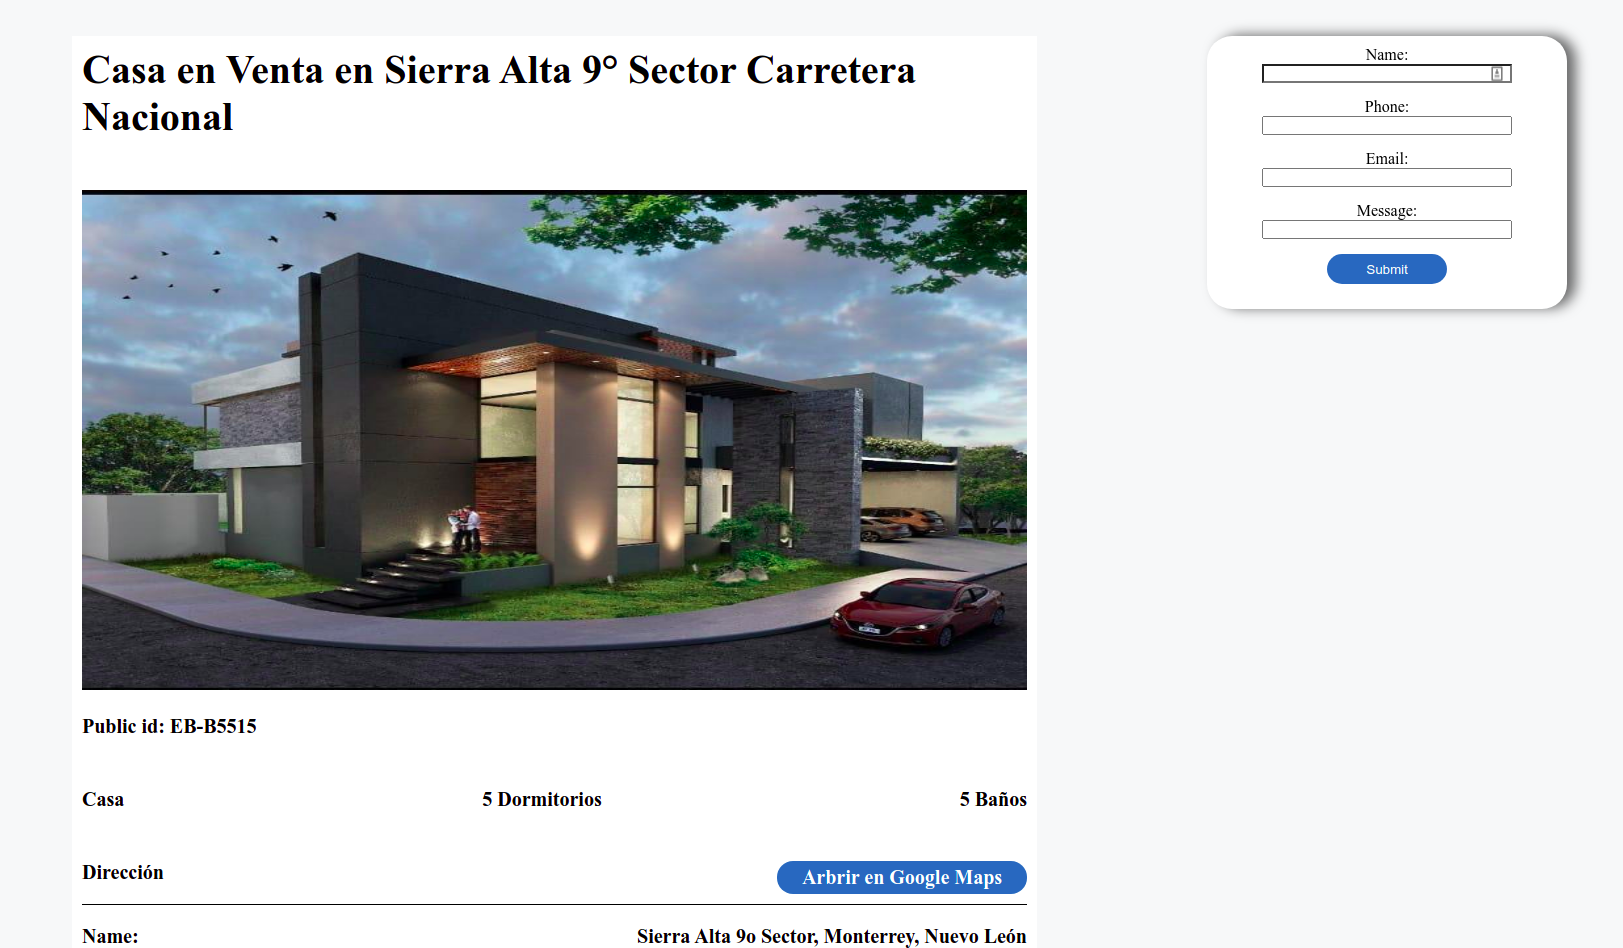 Casa en Venta en Sierra Alta 9° Sector Carretera
Nacional
Public id: EB-B5515
Casa
5 Dormitorios
5 Baños
Dirección
Arbrir en Google Maps
Name:
Sierra Alta 9o Sector, Monterrey, Nuevo León
Name:
Phone:
Email:
Message:
Submit